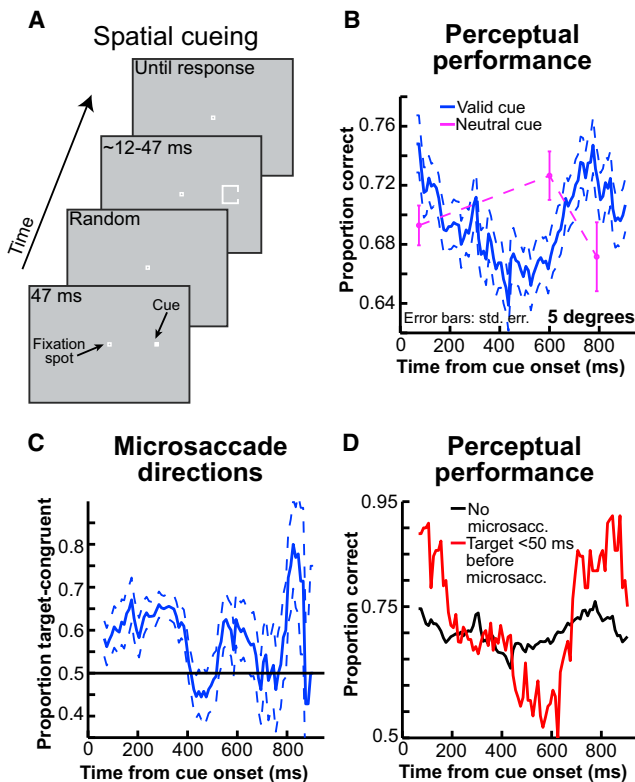 A
Spatial cueing
Until response
~12-47 ms
Random
47 ms
Cue
Fixation
spot
Time
B
Perceptual
performance
Valid cue
Neutral cue
0.76
0.72
0.68
0.64
Proportion correct
Error bars: std. err.
5 degrees
0
200
400
600
800
Time from cue onset (ms)
C
Microsaccade
directions
0.8
0.7
0.6
0.5
0.4
Proportion target-congruent
0
200
400
600
800
Time from cue onset (ms)
D
Perceptual
performance
No
microsacc.
Target <50 ms
before
microsacc.
0.95
0.75
0.5
Proportion correct
0
200
400
600
800
Time from cue onset (ms)